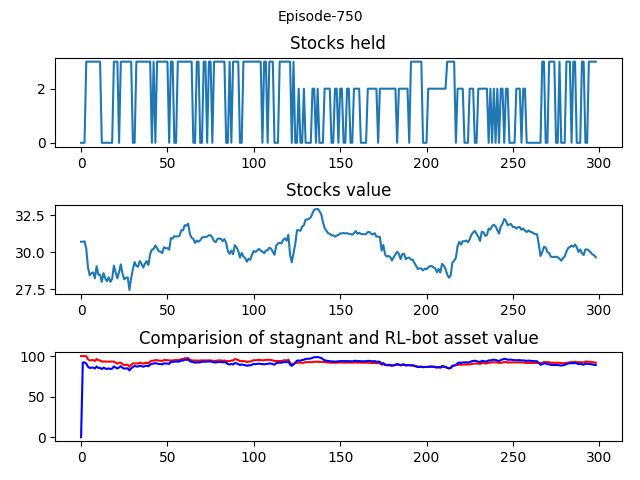 Episode-750
Stocks held
2
0
0 50 100 150 200 250 300
Stocks value
32.5
30.0
27.5
0 50 100 150 200 250 300
Comparision of stagnant and RL-bot asset value
100
50
0
0 50 100 150 200 250 300